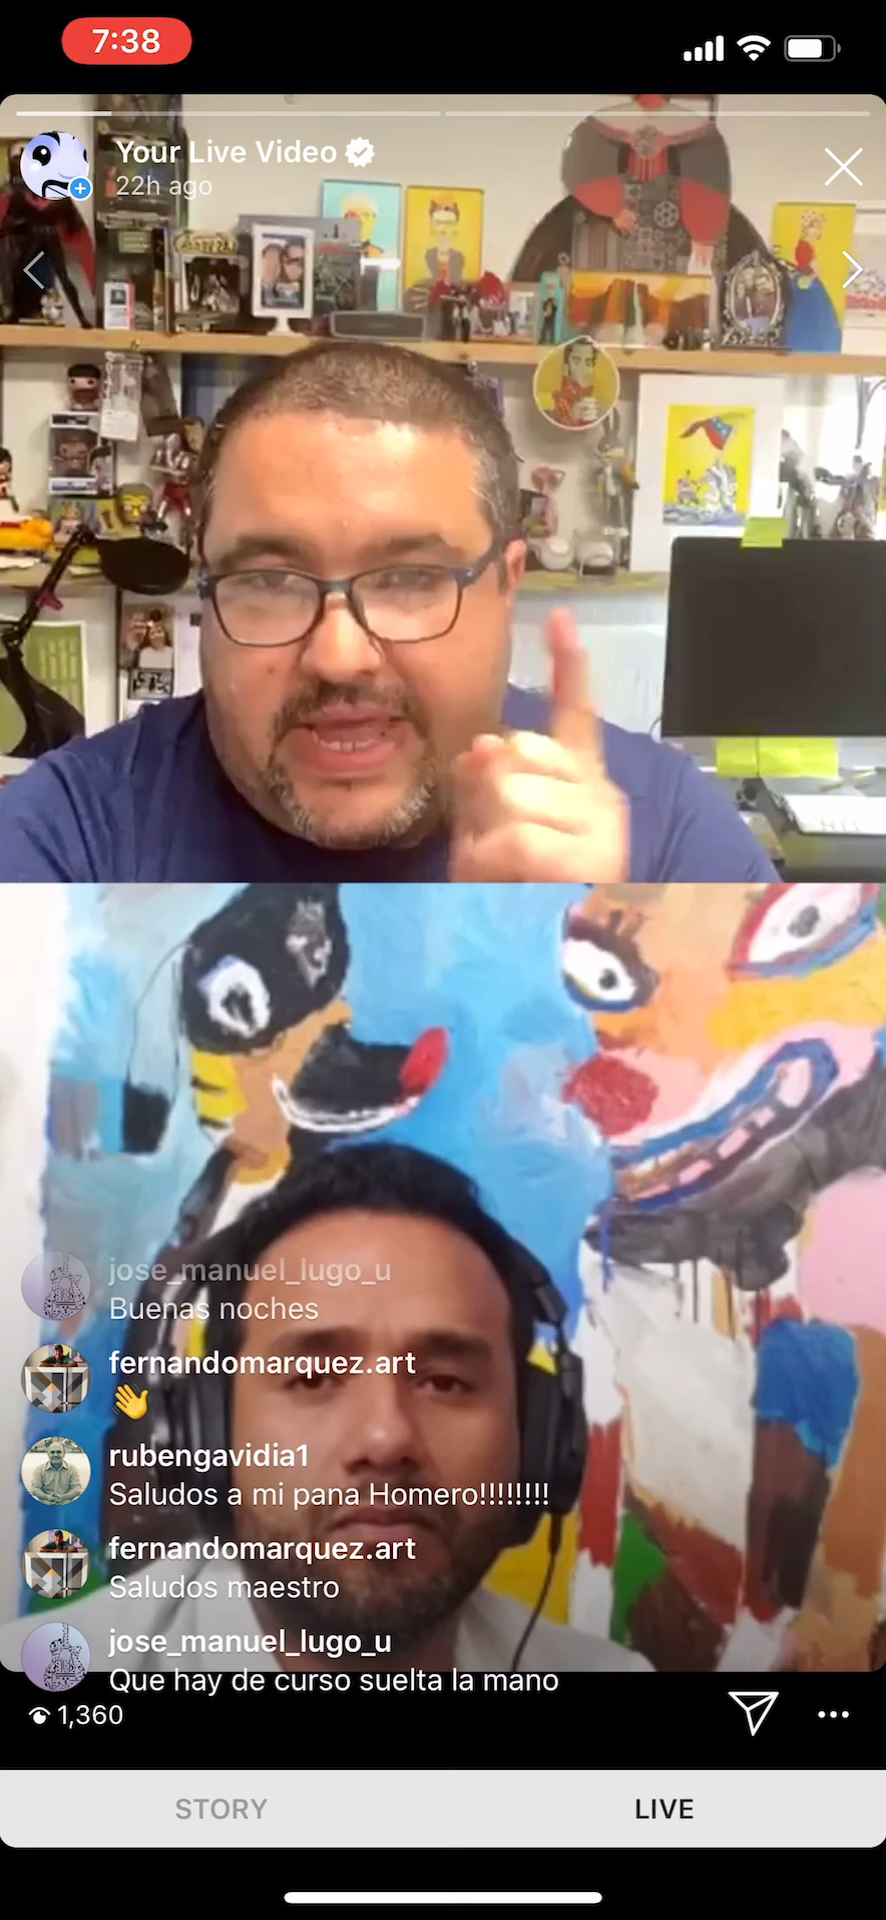 7:38
Your Live Video
22h ago
jose_manuel_lugo_u
Buenas noches
fernandomarquez.art
👋
rubengavidia1
Saludos a mi pana Homero!!!!!!!!
fernandomarquez.art
Saludos maestro
jose_manuel_lugo_u
Que hay de curso suelta la mano
1,360
STORY
LIVE